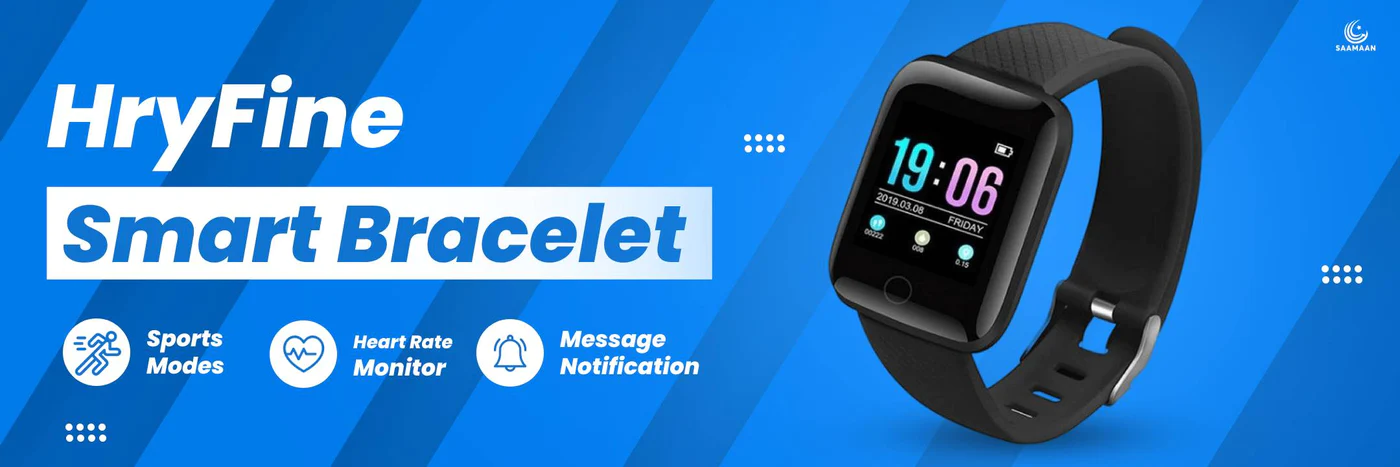 HryFine
Smart Bracelet
Sports
Modes
Heart Rate
Monitor
Message
Notification
SAAMAAN
19:06
2019.03.08
FRIDAY
00222
008
0.15